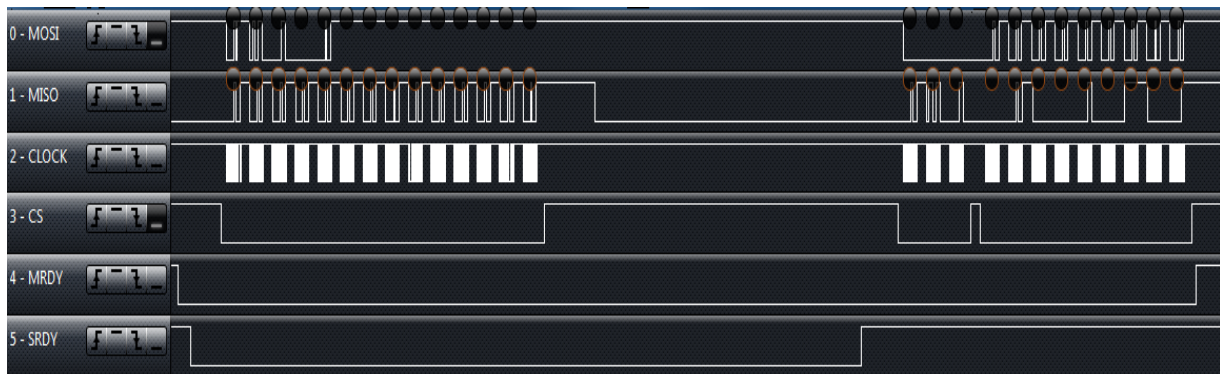 0 - MOSI
1 - MISO
2 - CLOCK
3 - CS
4 - MRDY
5 - SRDY